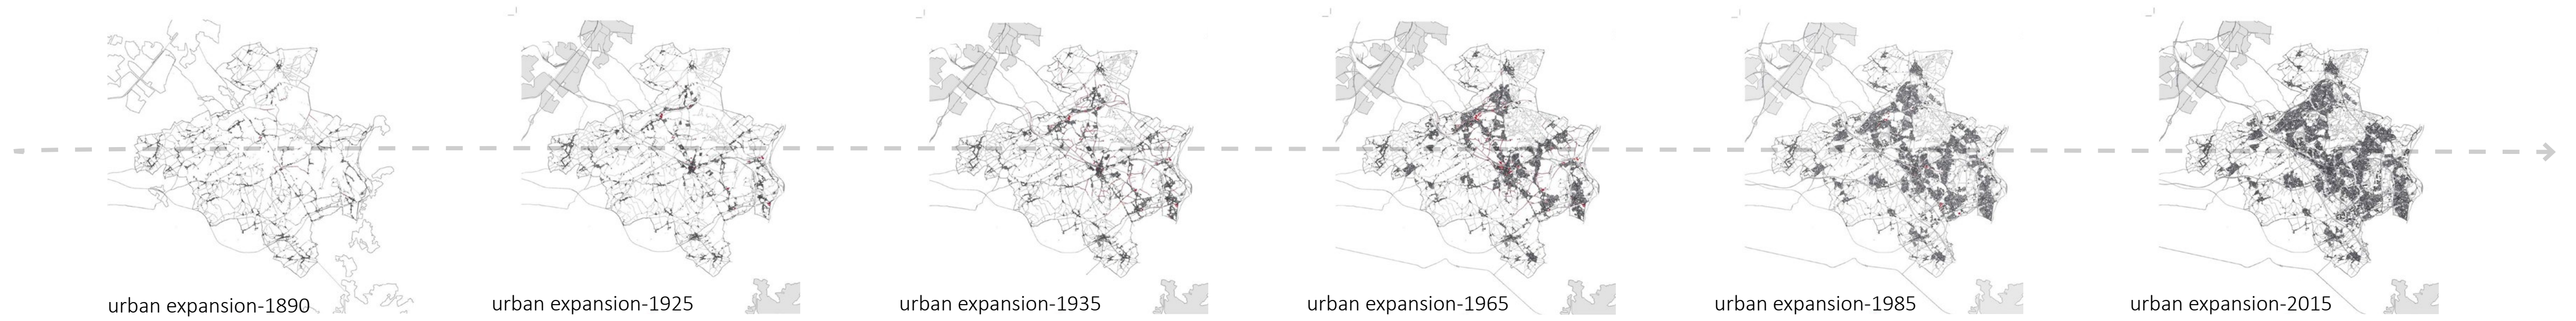 urban expansion-1890
urban expansion-1925
urban expansion-1935
urban expansion-1965
urban expansion-1985
urban expansion-2015